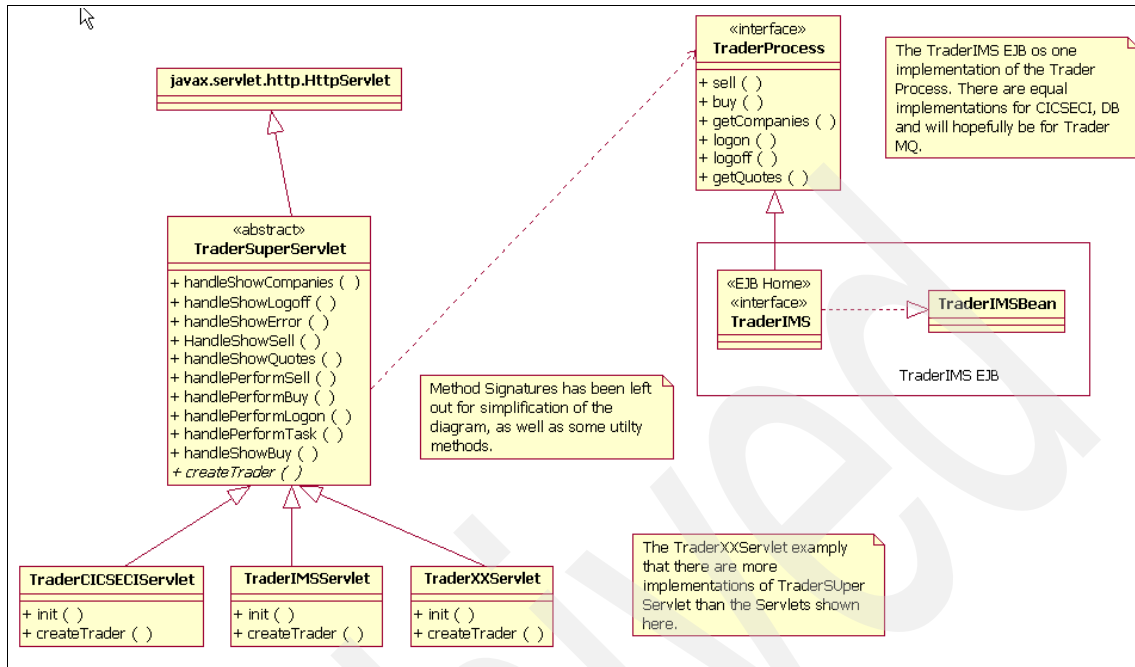 javax.servlet.http.HttpServlet
«interface»
TraderProcess
+ sell ( )
+ buy ( )
+ getCompanies ( )
+ logon ( )
+ logoff ( )
+ getQuotes ( )
The TraderIMS EJB os one
implementation of the Trader
Process. There are equal
implementations for CICSECI, DB
and will hopefully be for Trader
MQ.
«abstract»
TraderSuperServlet
+ handleShowCompanies ( )
+ handleShowLogoff ( )
+ handleShowError ( )
+ HandleShowSell ( )
+ handleShowQuotes ( )
+ handlePerformSell ( )
+ handlePerformBuy ( )
+ handlePerformLogon ( )
+ handlePerformTask ( )
+ handleShowBuy ( )
+ createTrader ( )
«EJB Home»
«interface»
TraderIMS
TraderIMSBean
TraderIMS EJB
Method Signatures has been left
out for simplification of the
diagram, as well as some utilty
methods.
The TraderXXServlet examply
that there are more
implementations of TraderSUper
Servlet than the Servlets shown
here.
TraderCICSECIServlet
+ init ( )
+ createTrader ( )
TraderIMSServlet
+ init ( )
+ createTrader ( )
TraderXXServlet
+ init ( )
+ createTrader ( )